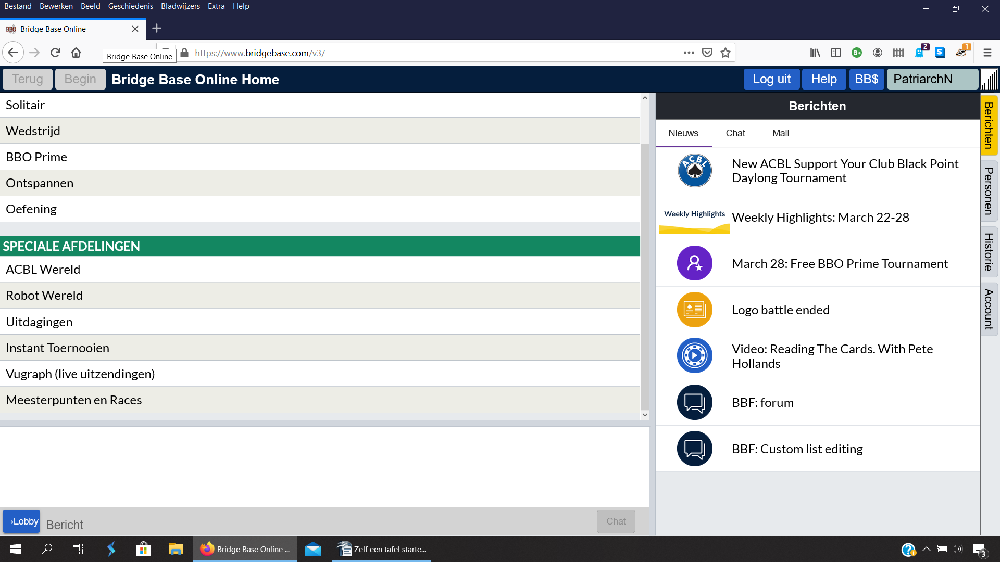 Bestand Bewerken Beeld Geschiedenis Bladwijzers Extra Help
BBO Bridge Base Online
Bridge Base Online
https://www.bridgebase.com/v3/
B+
2
S
1
Terug Begin Bridge Base Online Home Log uit Help BB$ PatriarchN
Solitair
Wedstrijd
BBO Prime
Ontspannen
Oefening
SPECIALE AFDELINGEN
ACBL Wereld
Robot Wereld
Uitdagingen
Instant Toernooien
Vugraph (live uitzendingen)
Meesterpunten en Races
→Lobby Bericht Chat
Berichten
Nieuws Chat Mail
ACBL
New ACBL Support Your Club Black Point
Daylong Tournament
Weekly Highlights
Weekly Highlights: March 22-28
March 28: Free BBO Prime Tournament
Logo battle ended
Video: Reading The Cards. With Pete
Hollands
BBF: forum
BBF: Custom list editing
Berichten
Personen
Historie
Account
Bridge Base Online ...
Zelf een tafel starte...
3